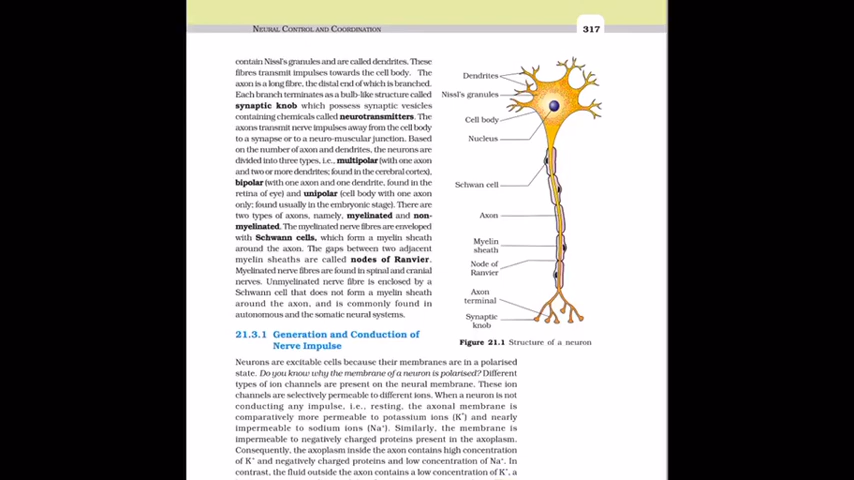 NEURAL CONTROL AND COORDINATION
317
contain Nissl's granules and are called dendrites. These
fibres transmit impulses towards the cell body. The
axon is a long fibre, the distal end of which is branched.
Each branch terminates as a bulb-like structure called
synaptic knob which possess synaptic vesicles
containing chemicals called neurotransmitters. The
axons transmit nerve impulses away from the cell body
to a synapse or to a neuro-muscular junction. Based
on the number of axon and dendrites, the neurons are
divided into three types, i.e., multipolar (with one axon
and two or more dendrites; found in the cerebral cortex),
bipolar (with one axon and one dendrite, found in the
retina of eye) and unipolar (cell body with one axon
only; found usually in the embryonic stage). There are
two types of axons, namely, myelinated and non-
myelinated. The myelinated nerve fibres are enveloped
with Schwann cells, which form a myelin sheath
around the axon. The gaps between two adjacent
myelin sheaths are called nodes of Ranvier.
Myelinated nerve fibres are found in spinal and cranial
nerves. Unmyelinated nerve fibre is enclosed by a
Schwann cell that does not form a myelin sheath
around the axon, and is commonly found in
autonomous and the somatic neural systems.
Dendrites
Nissl's granules
Cell body
Nucleus
Schwan cell
Axon
Myelin
sheath
Node of
Ranvier
Axon
terminal
Synaptic
knob
Figure 21.1 Structure of a neuron
21.3.1 Generation and Conduction of
Nerve Impulse
Neurons are excitable cells because their membranes are in a polarised
state. Do you know why the membrane of a neuron is polarised? Different
types of ion channels are present on the neural membrane. These ion
channels are selectively permeable to different ions. When a neuron is not
conducting any impulse, i.e., resting, the axonal membrane is
comparatively more permeable to potassium ions (K⁺) and nearly
impermeable to sodium ions (Na⁺). Similarly, the membrane is
impermeable to negatively charged proteins present in the axoplasm.
Consequently, the axoplasm inside the axon contains high concentration
of K⁺ and negatively charged proteins and low concentration of Na⁺. In
contrast, the fluid outside the axon contains a low concentration of K⁺, a